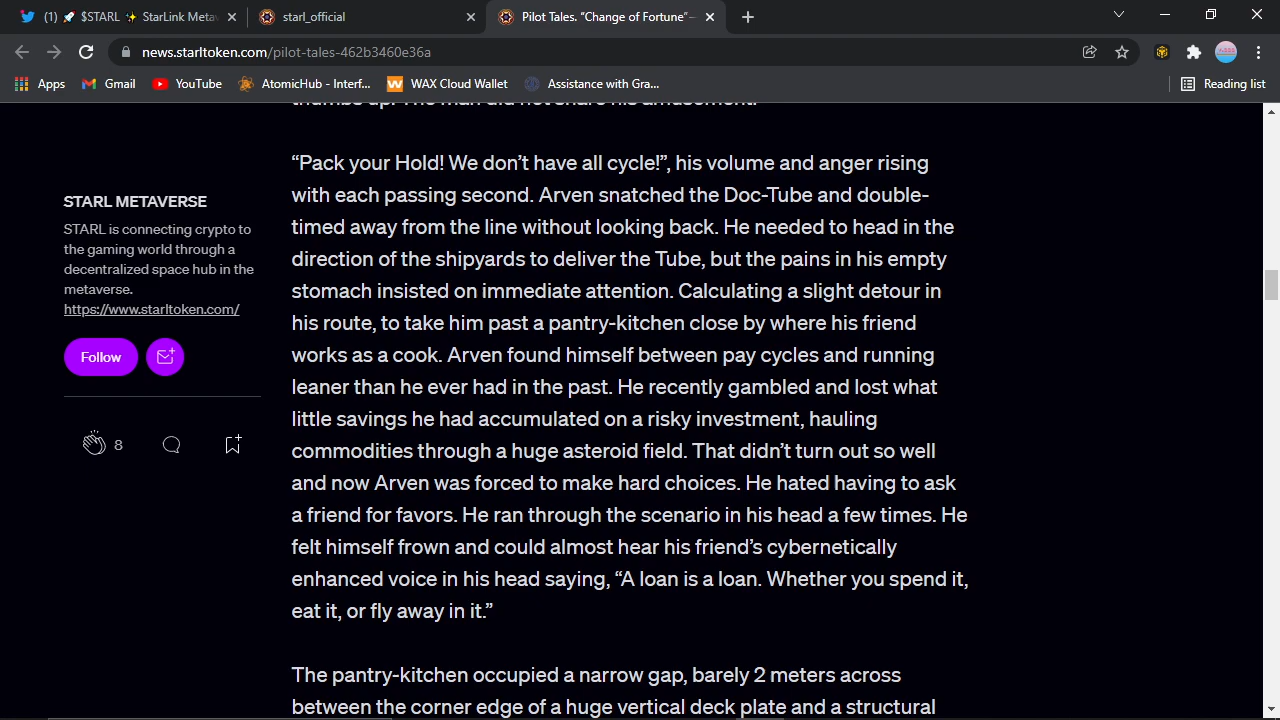 (1) 🚀 $STARL ✨ StarLink Meta
starl_official
Pilot Tales. “Change of Fortune”—
news.starltoken.com/pilot-tales-462b3460e36a
Apps
Gmail
YouTube
AtomicHub - Interf...
WAX Cloud Wallet
Assistance with Gra...
Reading list
thumbs up. The man did not share his amusement.
“Pack your Hold! We don’t have all cycle!”, his volume and anger rising
with each passing second. Arven snatched the Doc-Tube and double-
timed away from the line without looking back. He needed to head in the
direction of the shipyards to deliver the Tube, but the pains in his empty
stomach insisted on immediate attention. Calculating a slight detour in
his route, to take him past a pantry-kitchen close by where his friend
works as a cook. Arven found himself between pay cycles and running
leaner than he ever had in the past. He recently gambled and lost what
little savings he had accumulated on a risky investment, hauling
commodities through a huge asteroid field. That didn’t turn out so well
and now Arven was forced to make hard choices. He hated having to ask
a friend for favors. He ran through the scenario in his head a few times. He
felt himself frown and could almost hear his friend’s cybernetically
enhanced voice in his head saying, “A loan is a loan. Whether you spend it,
eat it, or fly away in it.”
The pantry-kitchen occupied a narrow gap, barely 2 meters across
between the corner edge of a huge vertical deck plate and a structural
STARL METAVERSE
STARL is connecting crypto to
the gaming world through a
decentralized space hub in the
metaverse.
https://www.starltoken.com/
Follow
8